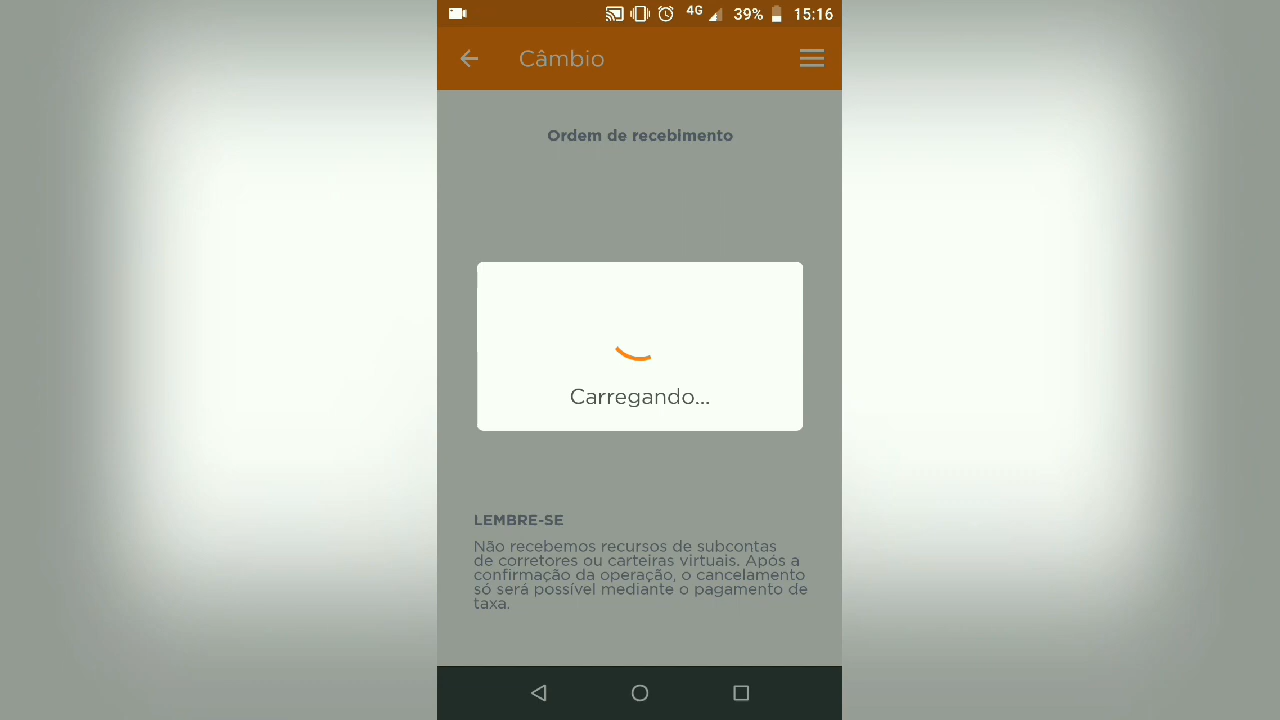 4G 39% 15:16
Câmbio
Ordem de recebimento
Carregando...
LEMBRE-SE
Não recebemos recursos de subcontas
de corretores ou carteiras virtuais. Após a
confirmação da operação, o cancelamento
só será possível mediante o pagamento de
taxa.